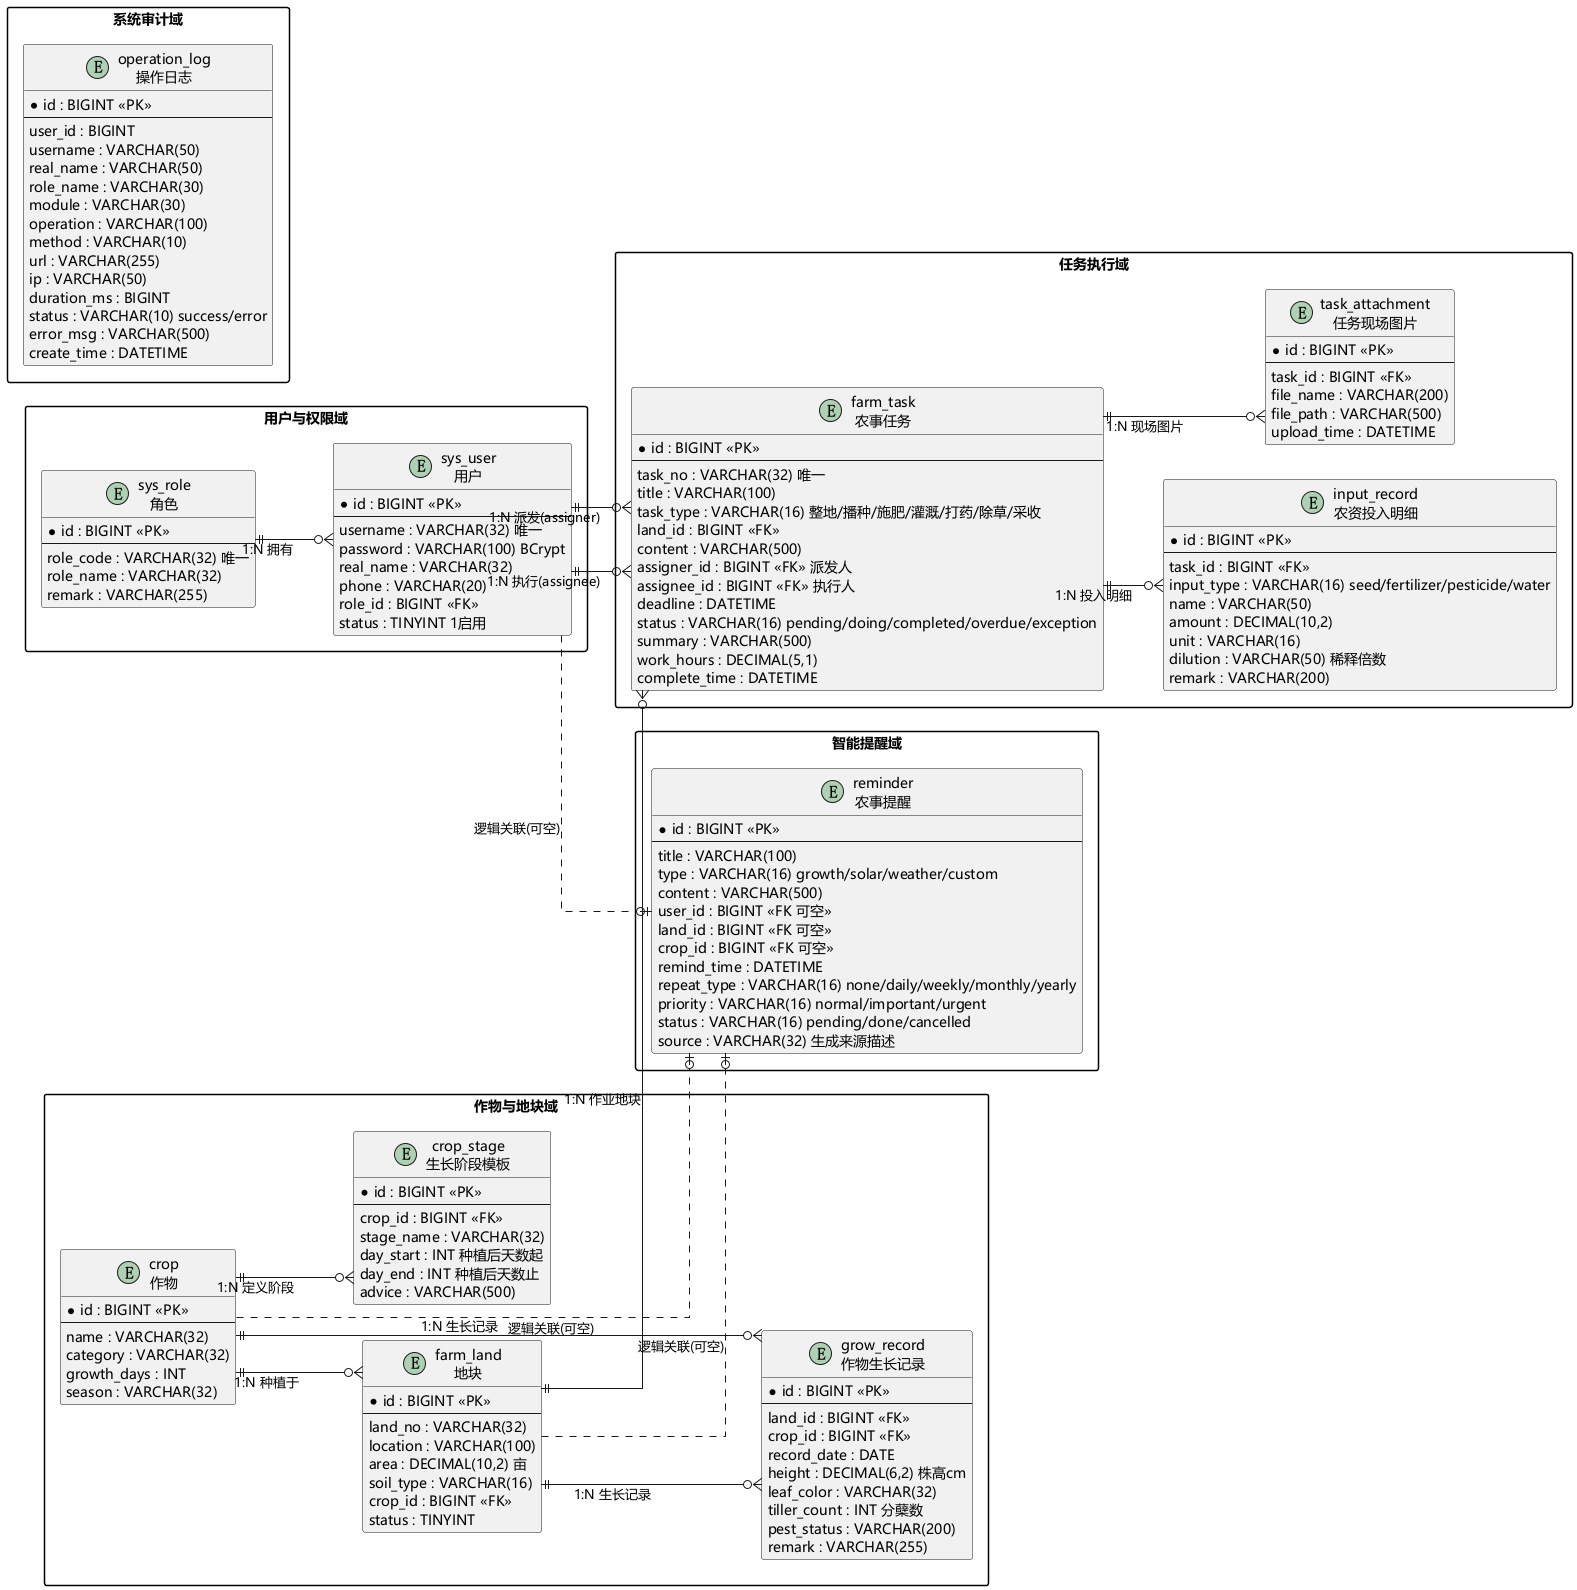 系统审计域
E operation_log
操作日志
* id : BIGINT «PK»
user_id : BIGINT
username : VARCHAR(50)
real_name : VARCHAR(50)
role_name : VARCHAR(30)
module : VARCHAR(30)
operation : VARCHAR(100)
method : VARCHAR(10)
url : VARCHAR(255)
ip : VARCHAR(50)
duration_ms : BIGINT
status : VARCHAR(10) success/error
error_msg : VARCHAR(500)
create_time : DATETIME
用户与权限域
E sys_role
角色
* id : BIGINT «PK»
role_code : VARCHAR(32) 唯一
role_name : VARCHAR(32)
remark : VARCHAR(255)
1:N 拥有
E sys_user
用户
* id : BIGINT «PK»
username : VARCHAR(32) 唯一
password : VARCHAR(100) BCrypt
real_name : VARCHAR(32)
phone : VARCHAR(20)
role_id : BIGINT «FK»
status : TINYINT 1启用
1:N 派发(assigner)
1:N 执行(assignee)
任务执行域
E farm_task
农事任务
* id : BIGINT «PK»
task_no : VARCHAR(32) 唯一
title : VARCHAR(100)
task_type : VARCHAR(16) 整地/播种/施肥/灌溉/打药/除草/采收
land_id : BIGINT «FK»
content : VARCHAR(500)
assigner_id : BIGINT «FK» 派发人
assignee_id : BIGINT «FK» 执行人
deadline : DATETIME
status : VARCHAR(16) pending/doing/completed/overdue/exception
summary : VARCHAR(500)
work_hours : DECIMAL(5,1)
complete_time : DATETIME
1:N 现场图片
1:N 投入明细
E task_attachment
任务现场图片
* id : BIGINT «PK»
task_id : BIGINT «FK»
file_name : VARCHAR(200)
file_path : VARCHAR(500)
upload_time : DATETIME
E input_record
农资投入明细
* id : BIGINT «PK»
task_id : BIGINT «FK»
input_type : VARCHAR(16) seed/fertilizer/pesticide/water
name : VARCHAR(50)
amount : DECIMAL(10,2)
unit : VARCHAR(16)
dilution : VARCHAR(50) 稀释倍数
remark : VARCHAR(200)
逻辑关联(可空)
智能提醒域
E reminder
农事提醒
* id : BIGINT «PK»
title : VARCHAR(100)
type : VARCHAR(16) growth/solar/weather/custom
content : VARCHAR(500)
user_id : BIGINT «FK 可空»
land_id : BIGINT «FK 可空»
crop_id : BIGINT «FK 可空»
remind_time : DATETIME
repeat_type : VARCHAR(16) none/daily/weekly/monthly/yearly
priority : VARCHAR(16) normal/important/urgent
status : VARCHAR(16) pending/done/cancelled
source : VARCHAR(32) 生成来源描述
1:N 作业地块
作物与地块域
E crop
作物
* id : BIGINT «PK»
name : VARCHAR(32)
category : VARCHAR(32)
growth_days : INT
season : VARCHAR(32)
1:N 定义阶段
1:N 生长记录
逻辑关联(可空)
1:N 种植于
E crop_stage
生长阶段模板
* id : BIGINT «PK»
crop_id : BIGINT «FK»
stage_name : VARCHAR(32)
day_start : INT 种植后天数起
day_end : INT 种植后天数止
advice : VARCHAR(500)
E farm_land
地块
* id : BIGINT «PK»
land_no : VARCHAR(32)
location : VARCHAR(100)
area : DECIMAL(10,2) 亩
soil_type : VARCHAR(16)
crop_id : BIGINT «FK»
status : TINYINT
逻辑关联(可空)
1:N 生长记录
E grow_record
作物生长记录
* id : BIGINT «PK»
land_id : BIGINT «FK»
crop_id : BIGINT «FK»
record_date : DATE
height : DECIMAL(6,2) 株高cm
leaf_color : VARCHAR(32)
tiller_count : INT 分蘖数
pest_status : VARCHAR(200)
remark : VARCHAR(255)